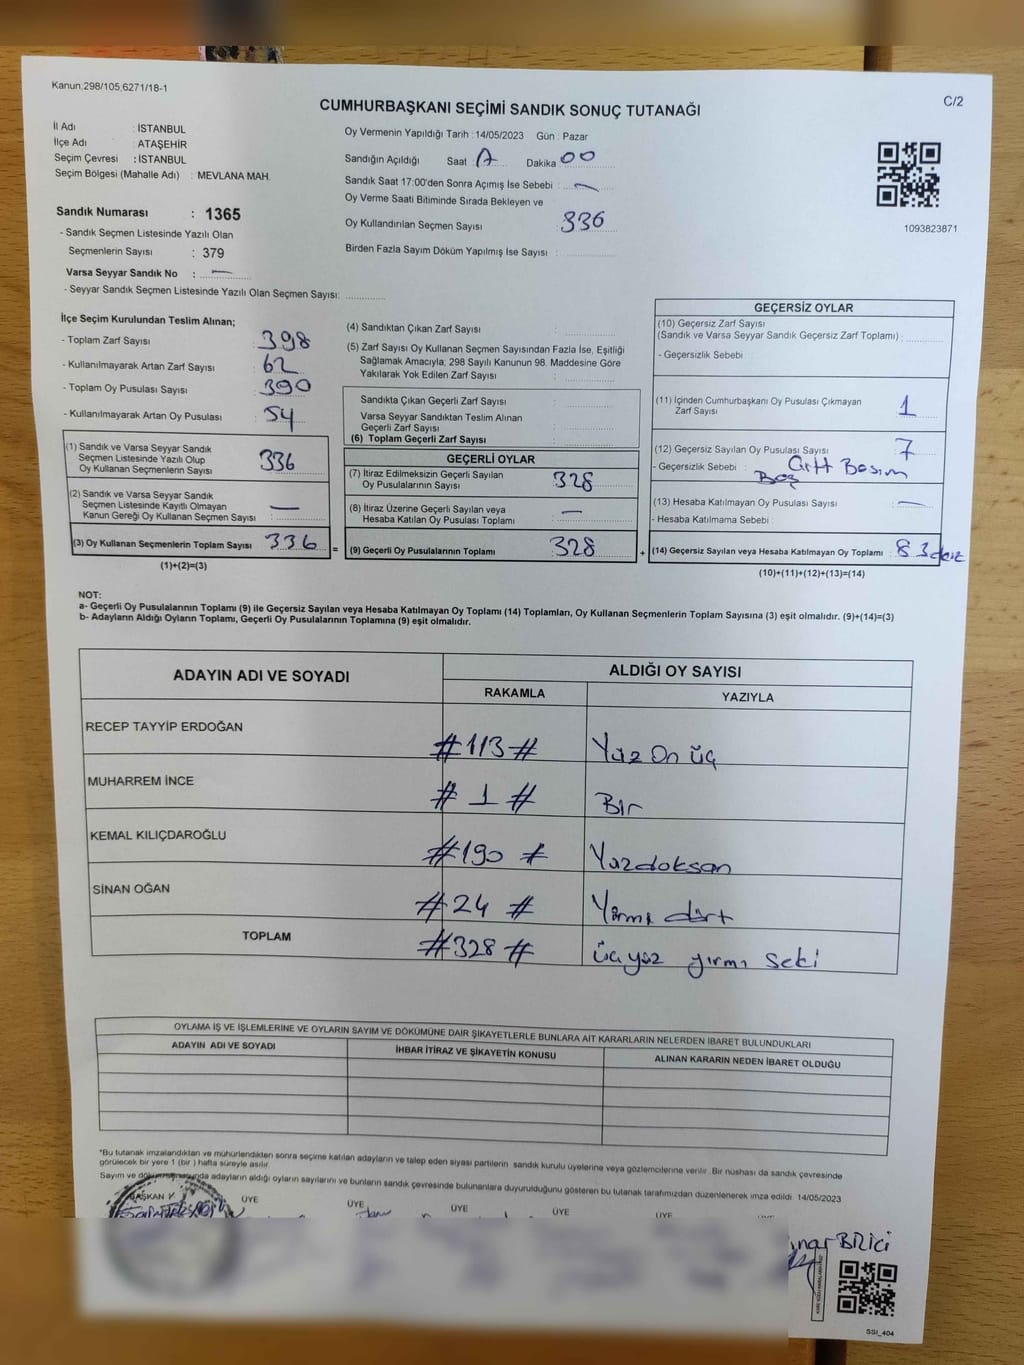 Kanun.298/105,6271/18-1
C/2
CUMHURBAŞKANI SEÇİMİ SANDIK SONUÇ TUTANAĞI
İl Adı : İSTANBUL
İlçe Adı : ATAŞEHİR
Seçim Çevresi : İSTANBUL
Seçim Bölgesi (Mahalle Adı) : MEVLANA MAH.
Oy Vermenin Yapıldığı Tarih : 14/05/2023 Gün : Pazar
Sandığın Açıldığı Saat : Dakika : 00
Sandık Saat 17:00'den Sonra Açımış İse Sebebi : —
Oy Verme Saati Bitiminde Sırada Bekleyen ve
Oy Kullandırılan Seçmen Sayısı : 336
Birden Fazla Sayım Döküm Yapılmış İse Sayısı :
1093823871
Sandık Numarası : 1365
- Sandık Seçmen Listesinde Yazılı Olan
Seçmenlerin Sayısı : 379
Varsa Seyyar Sandık No : —
- Seyyar Sandık Seçmen Listesinde Yazılı Olan Seçmen Sayısı:
İlçe Seçim Kurulundan Teslim Alınan;
- Toplam Zarf Sayısı : 398
- Kullanılmayarak Artan Zarf Sayısı : 62
- Toplam Oy Pusulası Sayısı : 390
- Kullanılmayarak Artan Oy Pusulası : 54
(1) Sandık ve Varsa Seyyar Sandık
Seçmen Listesinde Yazılı Olup
Oy Kullanan Seçmenlerin Sayısı : 336
(2) Sandık ve Varsa Seyyar Sandık
Seçmen Listesinde Kayıtlı Olmayan
Kanun Gereği Oy Kullanan Seçmen Sayısı : —
(3) Oy Kullanan Seçmenlerin Toplam Sayısı : 336
(1)+(2)=(3)
(4) Sandıktan Çıkan Zarf Sayısı :
(5) Zarf Sayısı Oy Kullanan Seçmen Sayısından Fazla İse, Eşitliği
Sağlamak Amacıyla; 298 Sayılı Kanunun 98. Maddesine Göre
Yakılarak Yok Edilen Zarf Sayısı :
Sandıkta Çıkan Geçerli Zarf Sayısı :
Varsa Seyyar Sandıktan Teslim Alınan
Geçerli Zarf Sayısı :
(6) Toplam Geçerli Zarf Sayısı :
GEÇERLİ OYLAR
(7) İtiraz Edilmeksizin Geçerli Sayılan
Oy Pusulalarının Sayısı : 328
(8) İtiraz Üzerine Geçerli Sayılan veya
Hesaba Katılan Oy Pusulası Toplamı : —
= (9) Geçerli Oy Pusulalarının Toplamı : 328
GEÇERSİZ OYLAR
(10) Geçersiz Zarf Sayısı
(Sandık ve Varsa Seyyar Sandık Geçersiz Zarf Toplamı) :
- Geçersizlik Sebebi :
(11) İçinden Cumhurbaşkanı Oy Pusulası Çıkmayan
Zarf Sayısı : 1
(12) Geçersiz Sayılan Oy Pusulası Sayısı : 7
- Geçersizlik Sebebi : Çift Basım
Boş
(13) Hesaba Katılmayan Oy Pusulası Sayısı : —
- Hesaba Katılmama Sebebi :
+ (14) Geçersiz Sayılan veya Hesaba Katılmayan Oy Toplamı : 8
(10)+(11)+(12)+(13)=(14)
NOT:
a- Geçerli Oy Pusulalarının Toplamı (9) ile Geçersiz Sayılan veya Hesaba Katılmayan Oy Toplamı (14) Toplamları, Oy Kullanan Seçmenlerin Toplam Sayısına (3) eşit olmalıdır. (9)+(14)=(3)
b- Adayların Aldığı Oyların Toplamı, Geçerli Oy Pusulalarının Toplamına (9) eşit olmalıdır.
ADAYIN ADI VE SOYADI
ALDIĞI OY SAYISI
RAKAMLA YAZIYLA
RECEP TAYYİP ERDOĞAN #113# Yüz On üç
MUHARREM İNCE #1# Bir
KEMAL KILIÇDAROĞLU #190# Yüzdoksan
SİNAN OĞAN #24# Yirmi dört
TOPLAM #328# üçyüz yirmi seki
OYLAMA İŞ VE İŞLEMLERİNE VE OYLARIN SAYIM VE DÖKÜMÜNE DAİR ŞİKAYETLERLE BUNLARA AİT KARARLARIN NELERDEN İBARET BULUNDUKLARI
ADAYIN ADI VE SOYADI İHBAR İTİRAZ VE ŞİKAYETİN KONUSU ALINAN KARARIN NEDEN İBARET OLDUĞU
*Bu tutanak imzalandıktan ve mühürlendikten sonra seçime katılan adayların ve talep eden siyasi partilerin sandık kurulu üyelerine veya gözlemcilerine verilir. Bir nüshası da sandık çevresinde
görülecek bir yere 1 (bir) hafta süreyle asılır.
Sayım ve döküm adayların aldığı oyların sayılarını ve bunların sandık çevresinde bulunanlara duyurulduğunu gösteren bu tutanak tarafımızdan düzenlenerek imza edildi. 14/05/2023
BAŞKAN ÜYE ÜYE ÜYE ÜYE ÜYE
BİLİCİ
SSI_404